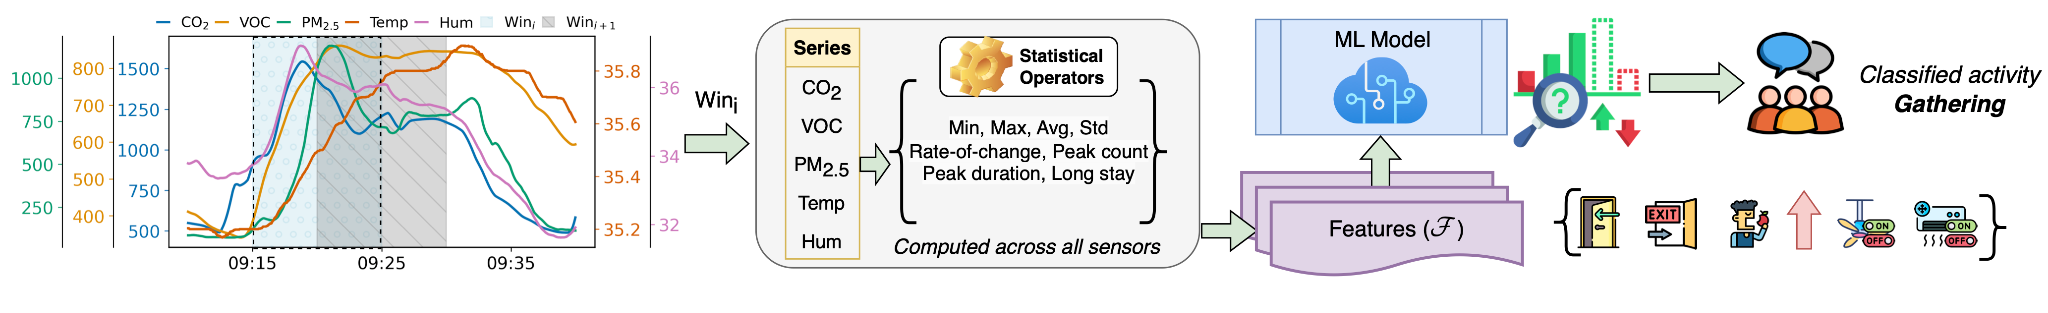 CO2 VOC PM2.5 Temp Hum Wini Wini+1
1000
750
500
250
800
700
600
500
400
1500
1250
1000
750
500
09:15 09:25 09:35
35.8
35.6
35.4
35.2
36
34
32
Wini
Series
CO2
VOC
PM2.5
Temp
Hum
Statistical
Operators
Min, Max, Avg, Std
Rate-of-change, Peak count
Peak duration, Long stay
Computed across all sensors
ML Model
Features (ℱ)
?
Classified activity
Gathering
EXIT
ON
OFF
ON
OFF